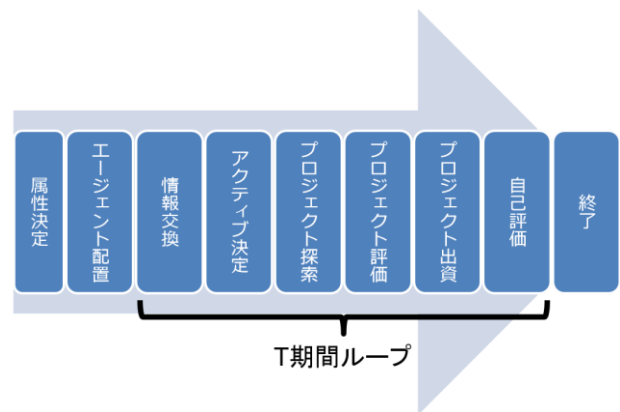 属性決定
エージェント配置
情報交換
アクティブ決定
プロジェクト探索
プロジェクト評価
プロジェクト出資
自己評価
終了
T期間ループ